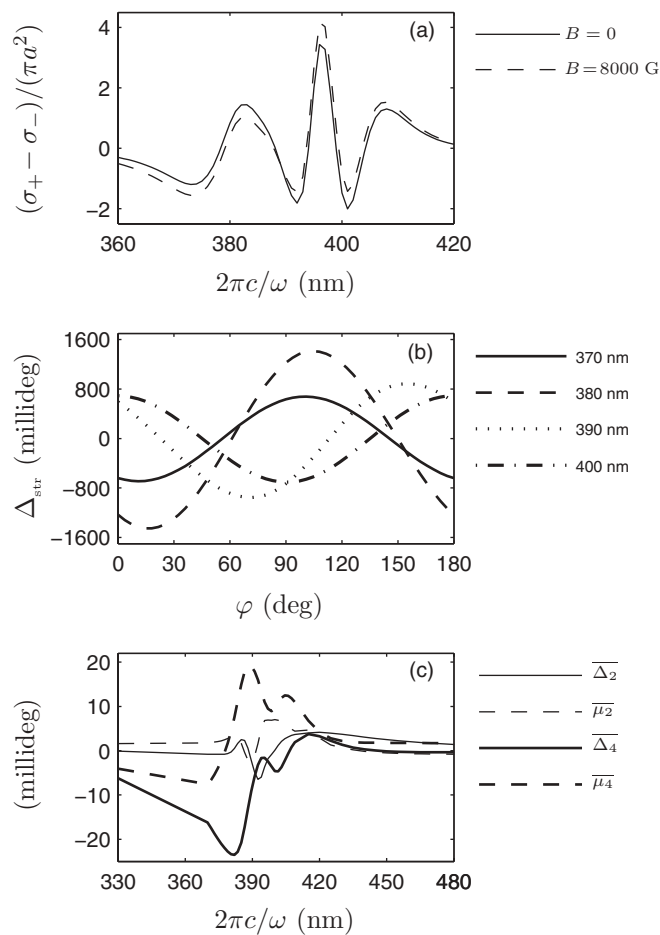 (a)
(σ₊ − σ₋)/(πa²)
4
2
0
−2
360 380 400 420
2πc/ω (nm)
B = 0
B = 8000 G
(b)
Δstr (millideg)
1600
800
0
−800
−1600
0 30 60 90 120 150 180
φ (deg)
370 nm
380 nm
390 nm
400 nm
(c)
(millideg)
20
10
0
−10
−20
330 360 390 420 450 480
2πc/ω (nm)
Δ̅₂
μ̅₂
Δ̅₄
μ̅₄